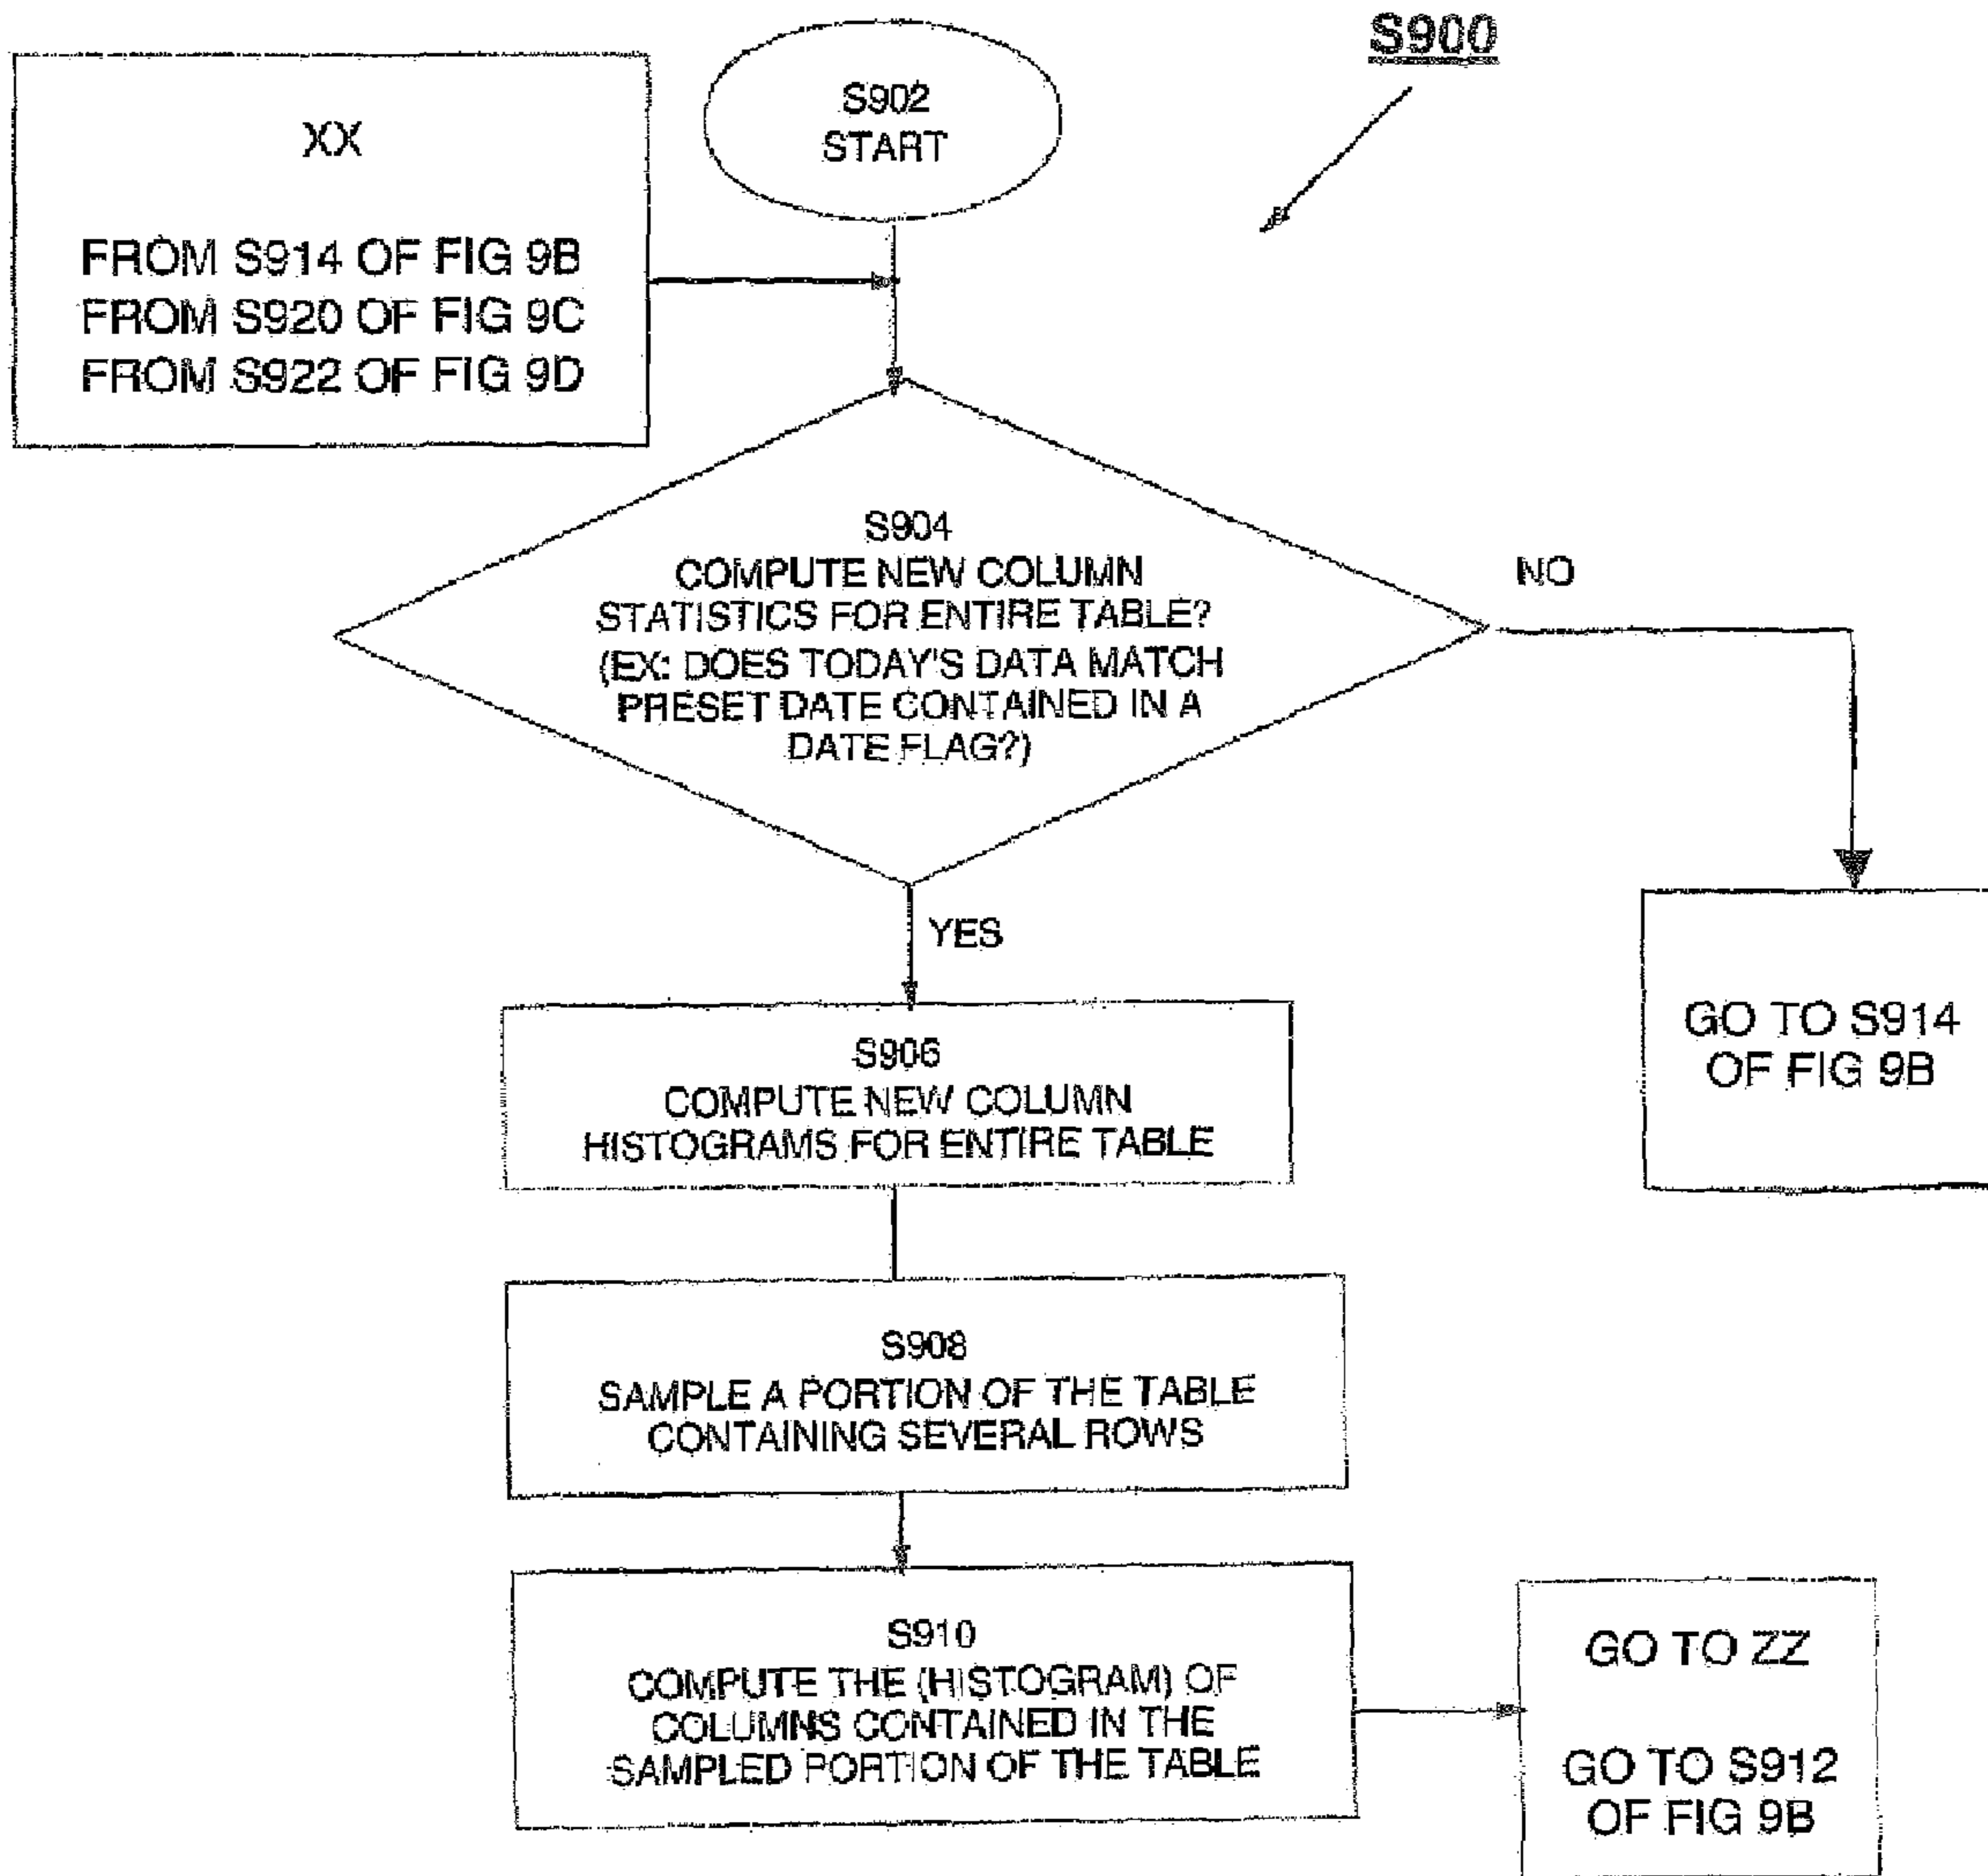 S900
S902
START
XX
FROM S914 OF FIG 9B
FROM S920 OF FIG 9C
FROM S922 OF FIG 9D
S904
COMPUTE NEW COLUMN
STATISTICS FOR ENTIRE TABLE?
(EX: DOES TODAY'S DATA MATCH
PRESET DATE CONTAINED IN A
DATE FLAG?)
NO
YES
GO TO S914
OF FIG 9B
S906
COMPUTE NEW COLUMN
HISTOGRAMS FOR ENTIRE TABLE
S908
SAMPLE A PORTION OF THE TABLE
CONTAINING SEVERAL ROWS
S910
COMPUTE THE (HISTOGRAM) OF
COLUMNS CONTAINED IN THE
SAMPLED PORTION OF THE TABLE
GO TO ZZ
GO TO S912
OF FIG 9B